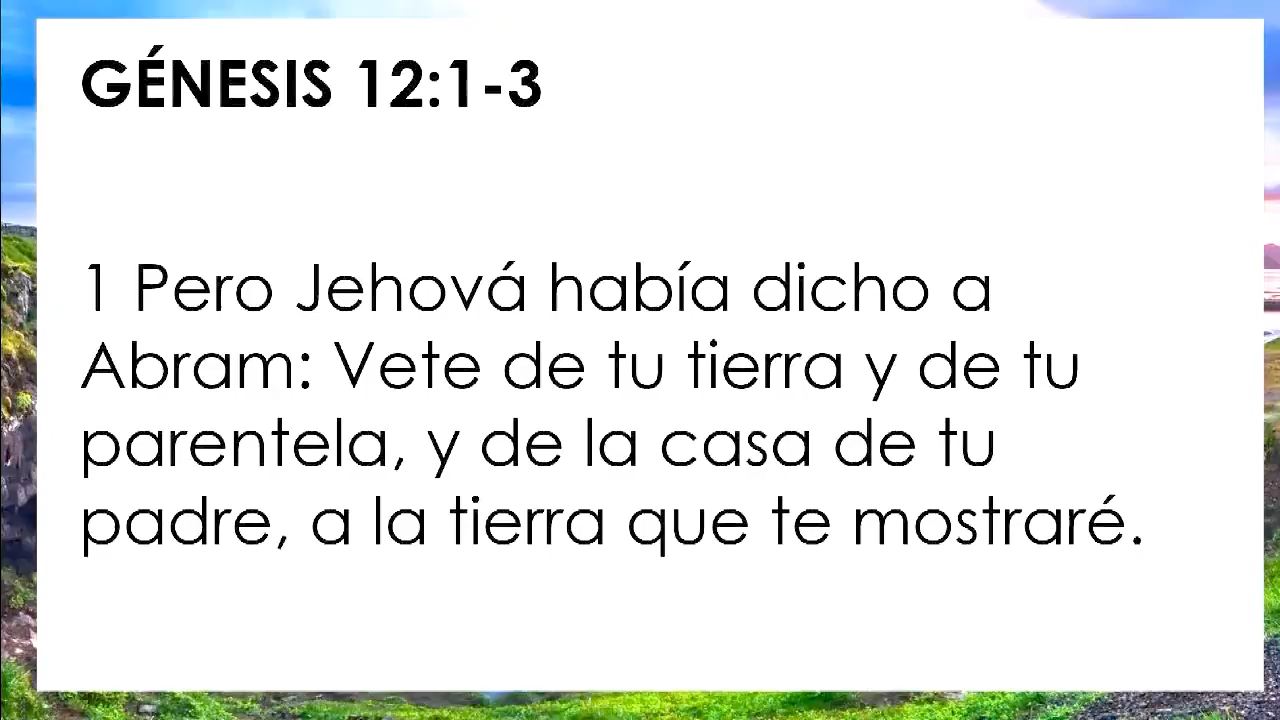 GÉNESIS 12:1-3
1 Pero Jehová había dicho a
Abram: Vete de tu tierra y de tu
parentela, y de la casa de tu
padre, a la tierra que te mostraré.